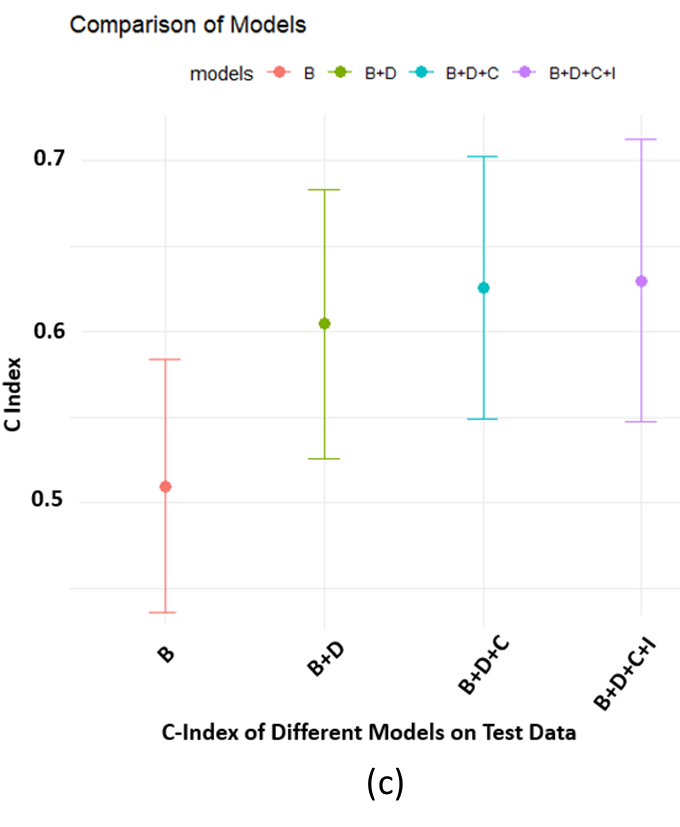 Comparison of Models
models B B+D B+D+C B+D+C+I
0.7
0.6
0.5
C Index
B B+D B+D+C B+D+C+I
C-Index of Different Models on Test Data
(c)